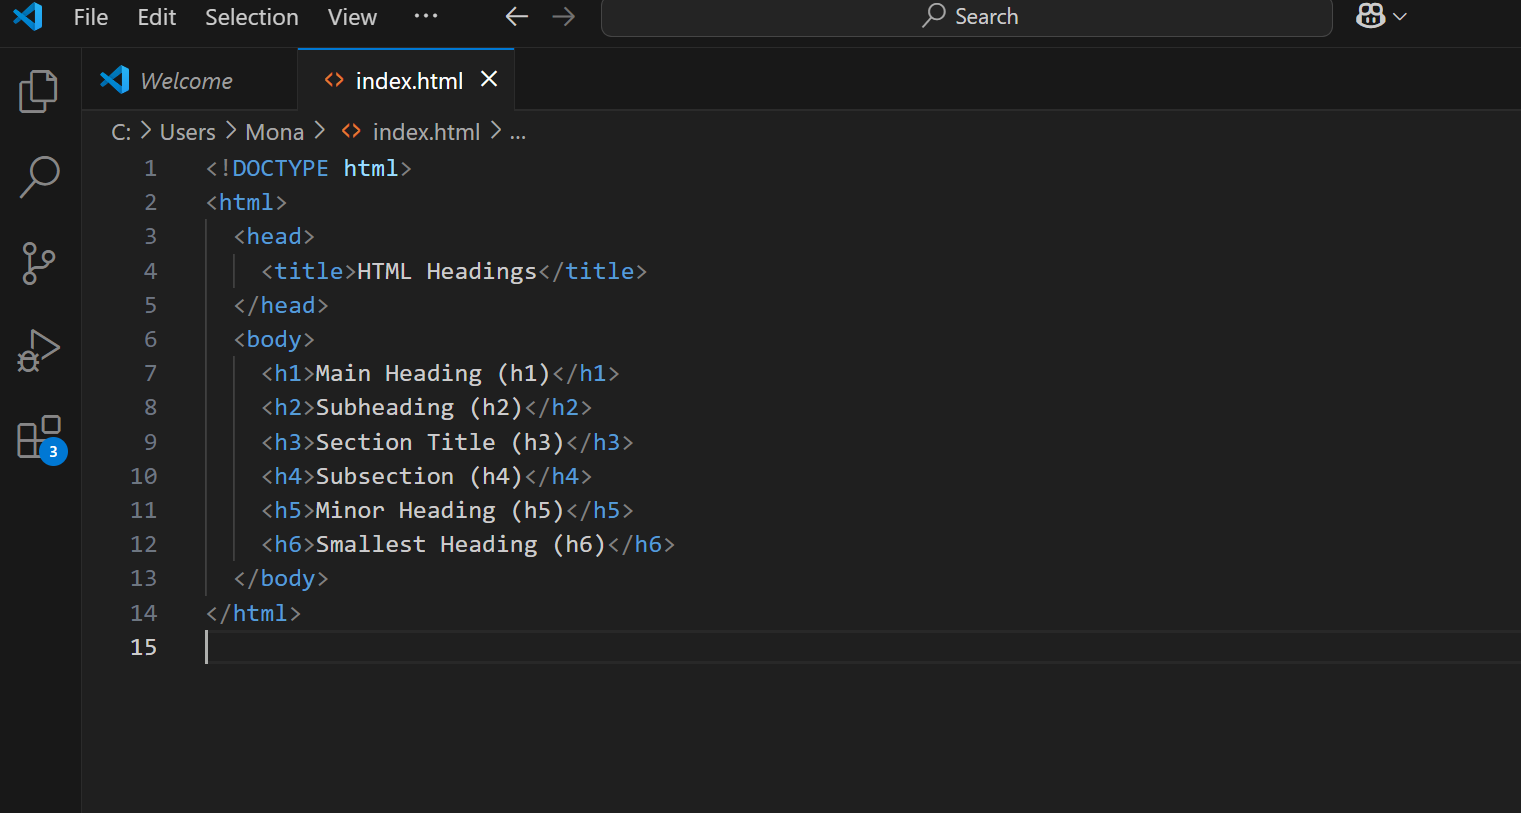 File Edit Selection View ··· Search
Welcome index.html
C: > Users > Mona > <> index.html > ...
1 <!DOCTYPE html>
2 <html>
3   <head>
4     <title>HTML Headings</title>
5   </head>
6   <body>
7     <h1>Main Heading (h1)</h1>
8     <h2>Subheading (h2)</h2>
9     <h3>Section Title (h3)</h3>
10     <h4>Subsection (h4)</h4>
11     <h5>Minor Heading (h5)</h5>
12     <h6>Smallest Heading (h6)</h6>
13   </body>
14 </html>
15
3